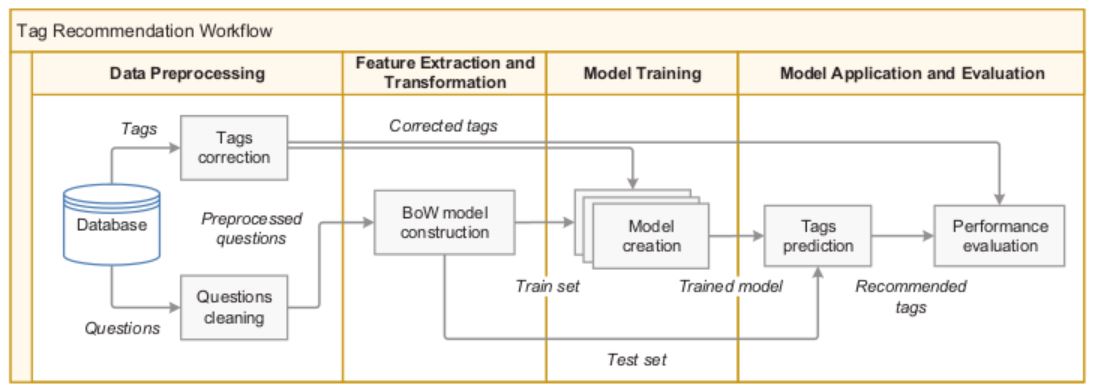 Tag Recommendation Workflow
Data Preprocessing
Feature Extraction and
Transformation
Model Training
Model Application and Evaluation
Tags
Tags
correction
Corrected tags
Database
Preprocessed
questions
BoW model
construction
Model
creation
Tags
prediction
Performance
evaluation
Questions
Questions
cleaning
Train set
Trained model
Recommended
tags
Test set